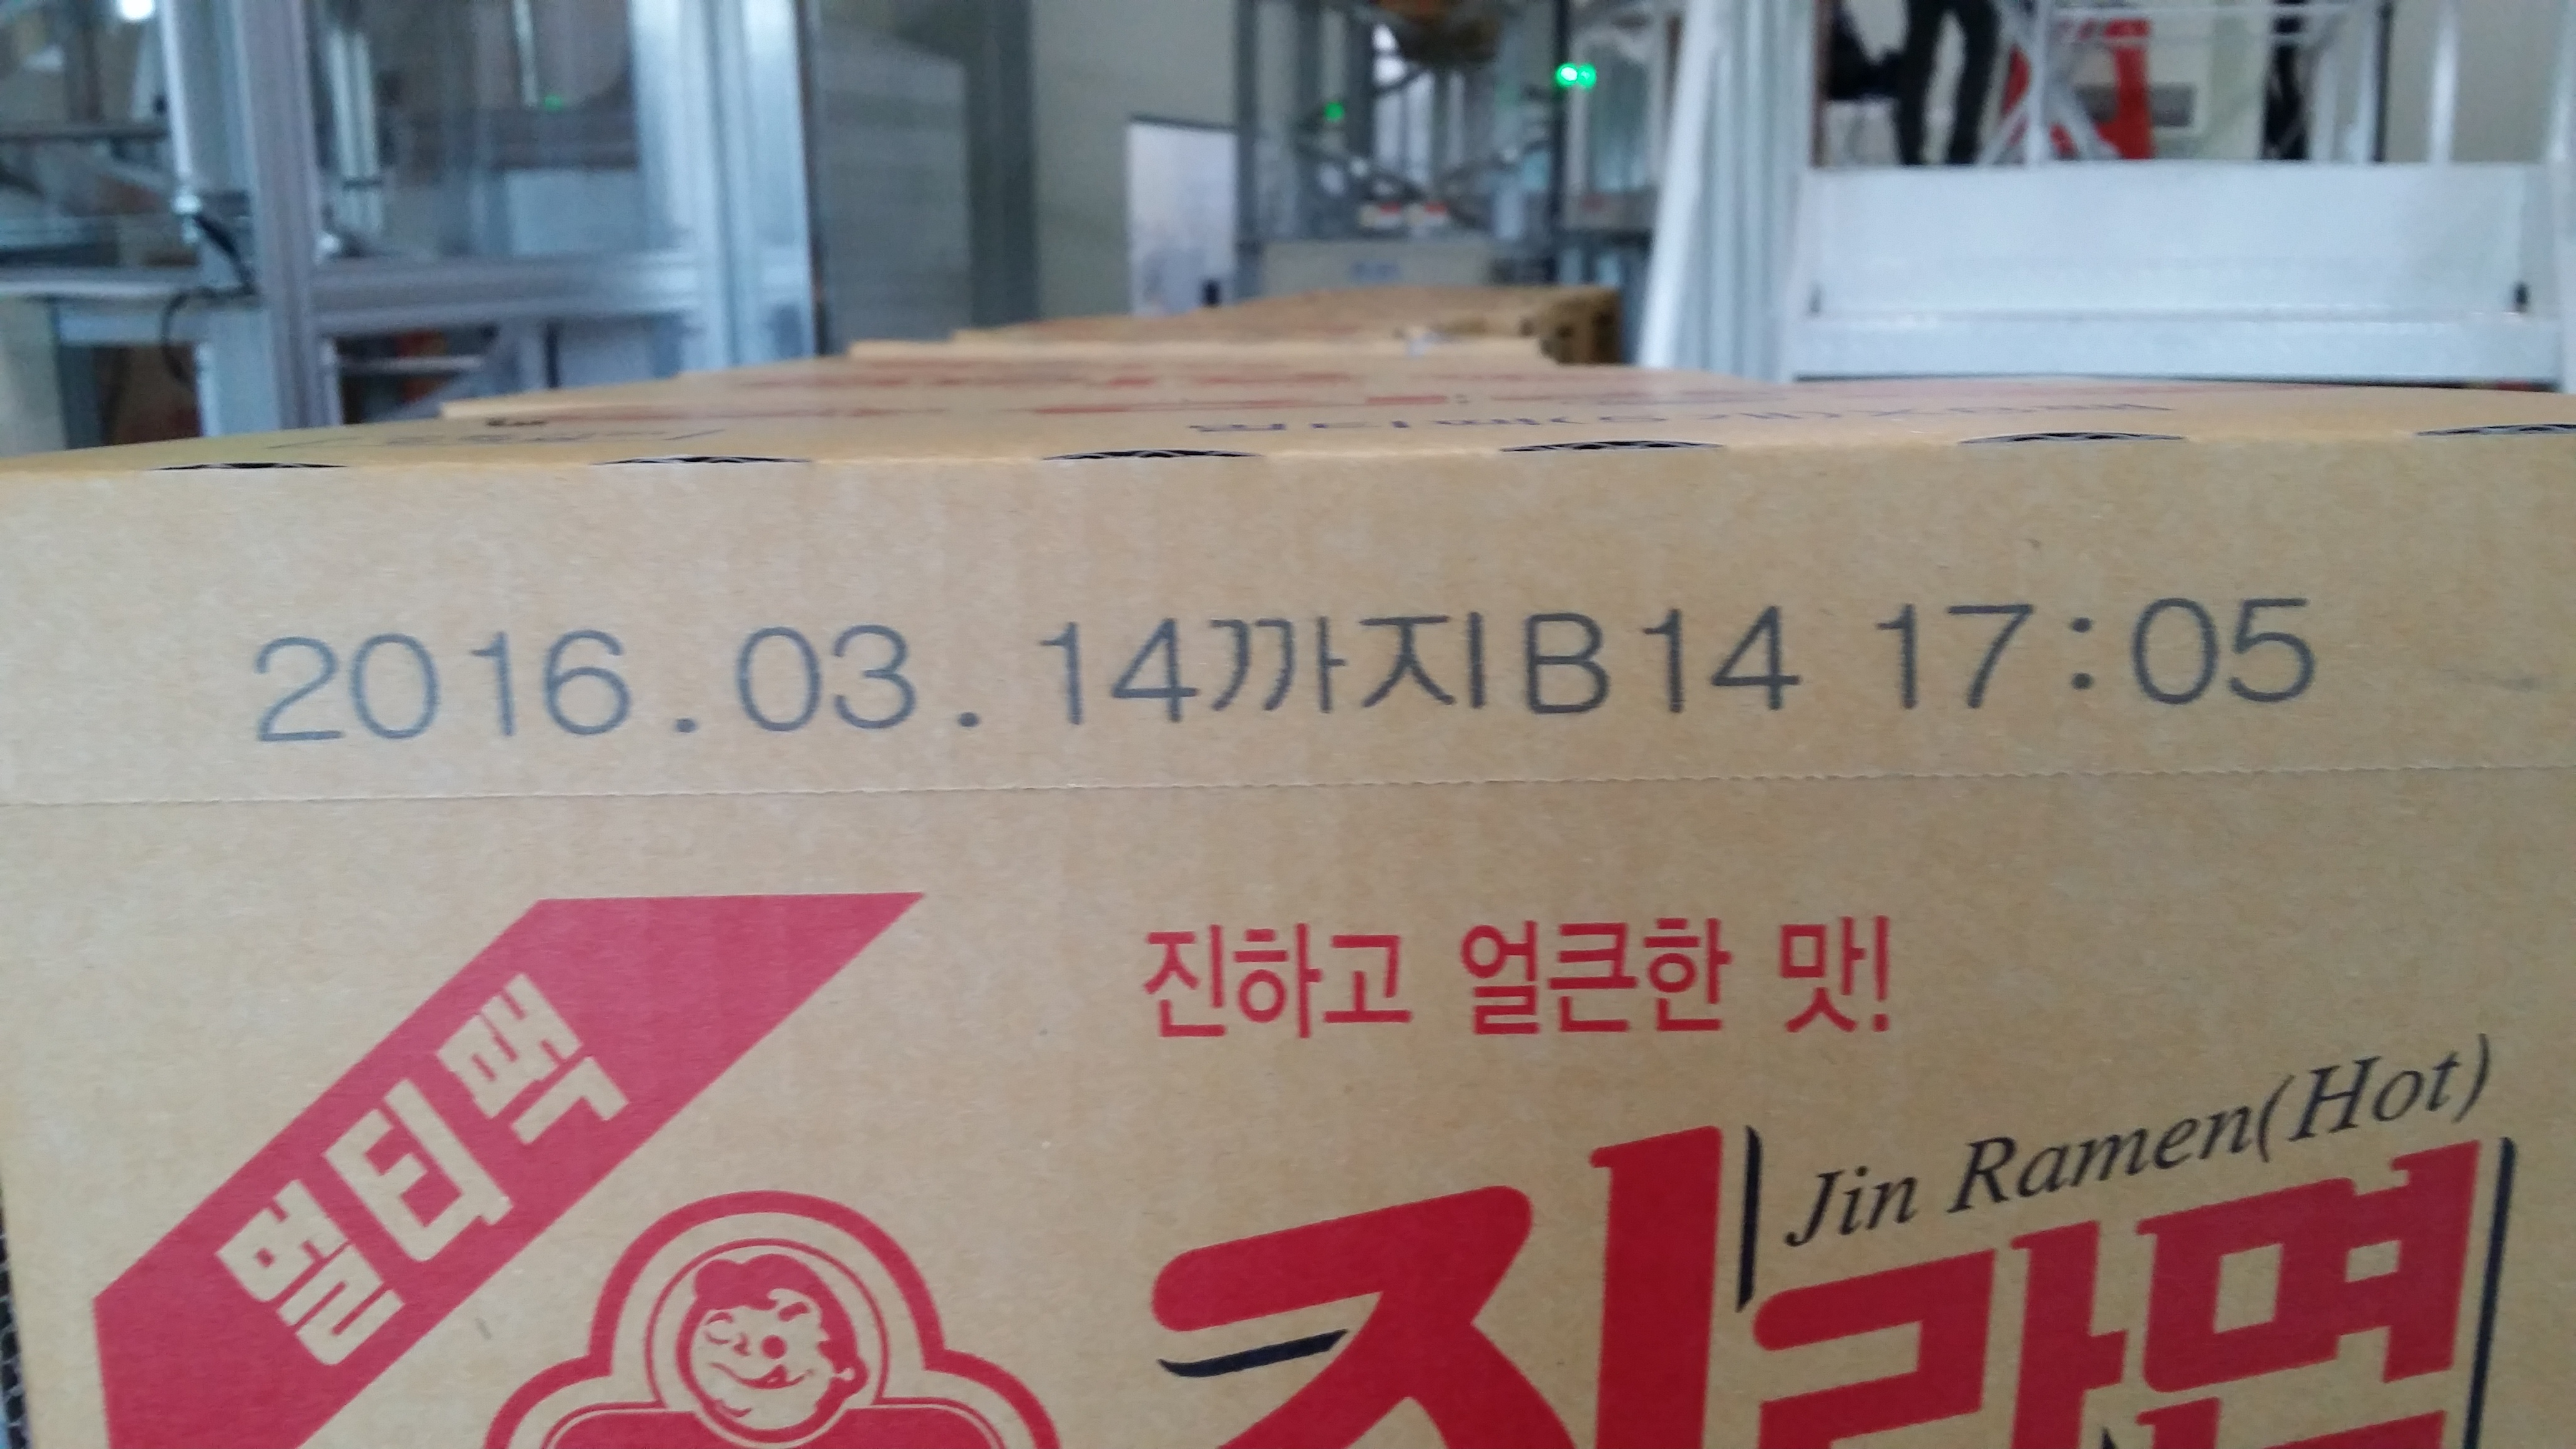 2016.03.14까지B14 17:05
진하고 얼큰한 맛!
멀티팩
Jin Ramen(Hot)
진라면